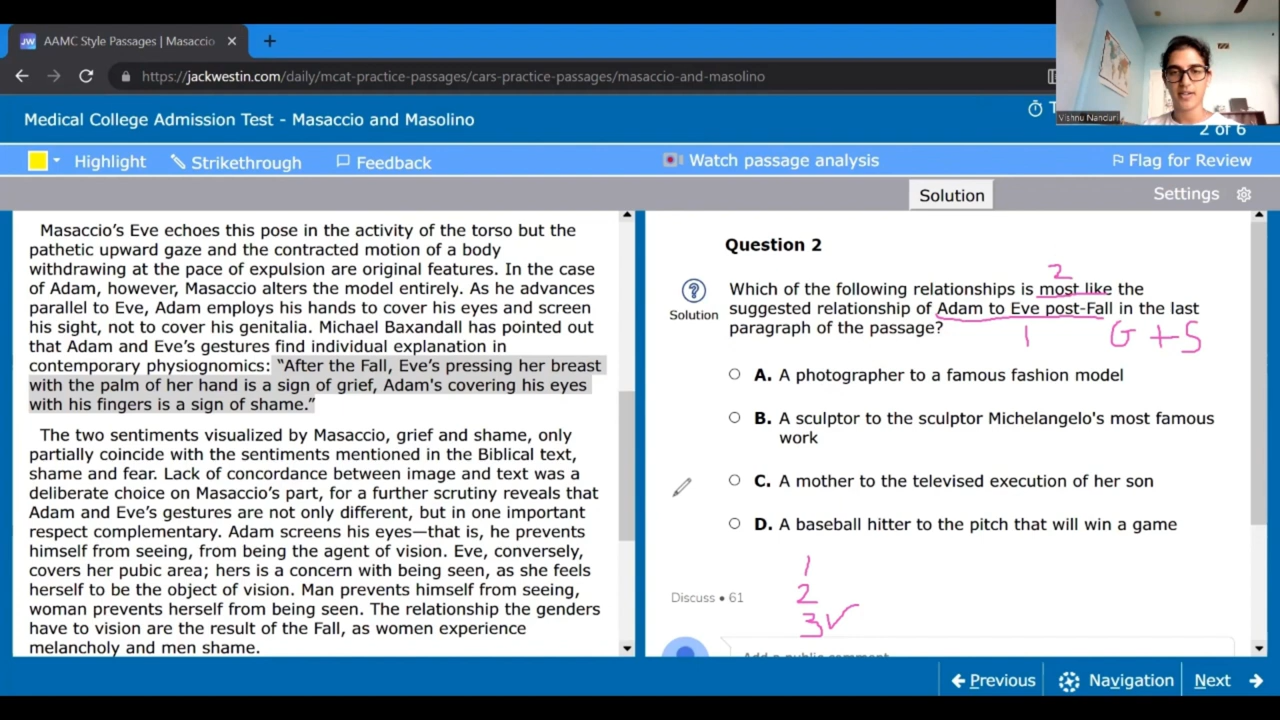 JW AAMC Style Passages | Masaccio
https://jackwestin.com/daily/mcat-practice-passages/cars-practice-passages/masaccio-and-masolino
Vishnu Nanduri
Medical College Admission Test - Masaccio and Masolino
2 of 6
Highlight Strikethrough Feedback Watch passage analysis Flag for Review
Solution Settings
Masaccio’s Eve echoes this pose in the activity of the torso but the
pathetic upward gaze and the contracted motion of a body
withdrawing at the pace of expulsion are original features. In the case
of Adam, however, Masaccio alters the model entirely. As he advances
parallel to Eve, Adam employs his hands to cover his eyes and screen
his sight, not to cover his genitalia. Michael Baxandall has pointed out
that Adam and Eve’s gestures find individual explanation in
contemporary physiognomics: “After the Fall, Eve’s pressing her breast
with the palm of her hand is a sign of grief, Adam's covering his eyes
with his fingers is a sign of shame.”
The two sentiments visualized by Masaccio, grief and shame, only
partially coincide with the sentiments mentioned in the Biblical text,
shame and fear. Lack of concordance between image and text was a
deliberate choice on Masaccio’s part, for a further scrutiny reveals that
Adam and Eve’s gestures are not only different, but in one important
respect complementary. Adam screens his eyes—that is, he prevents
himself from seeing, from being the agent of vision. Eve, conversely,
covers her pubic area; hers is a concern with being seen, as she feels
herself to be the object of vision. Man prevents himself from seeing,
woman prevents herself from being seen. The relationship the genders
have to vision are the result of the Fall, as women experience
melancholy and men shame.
Question 2
2
Solution
Which of the following relationships is most like the
suggested relationship of Adam to Eve post-Fall in the last
paragraph of the passage?
1 G + S
A. A photographer to a famous fashion model
B. A sculptor to the sculptor Michelangelo's most famous
work
C. A mother to the televised execution of her son
D. A baseball hitter to the pitch that will win a game
1
2
3
Discuss • 61
Add a public comment
Previous Navigation Next